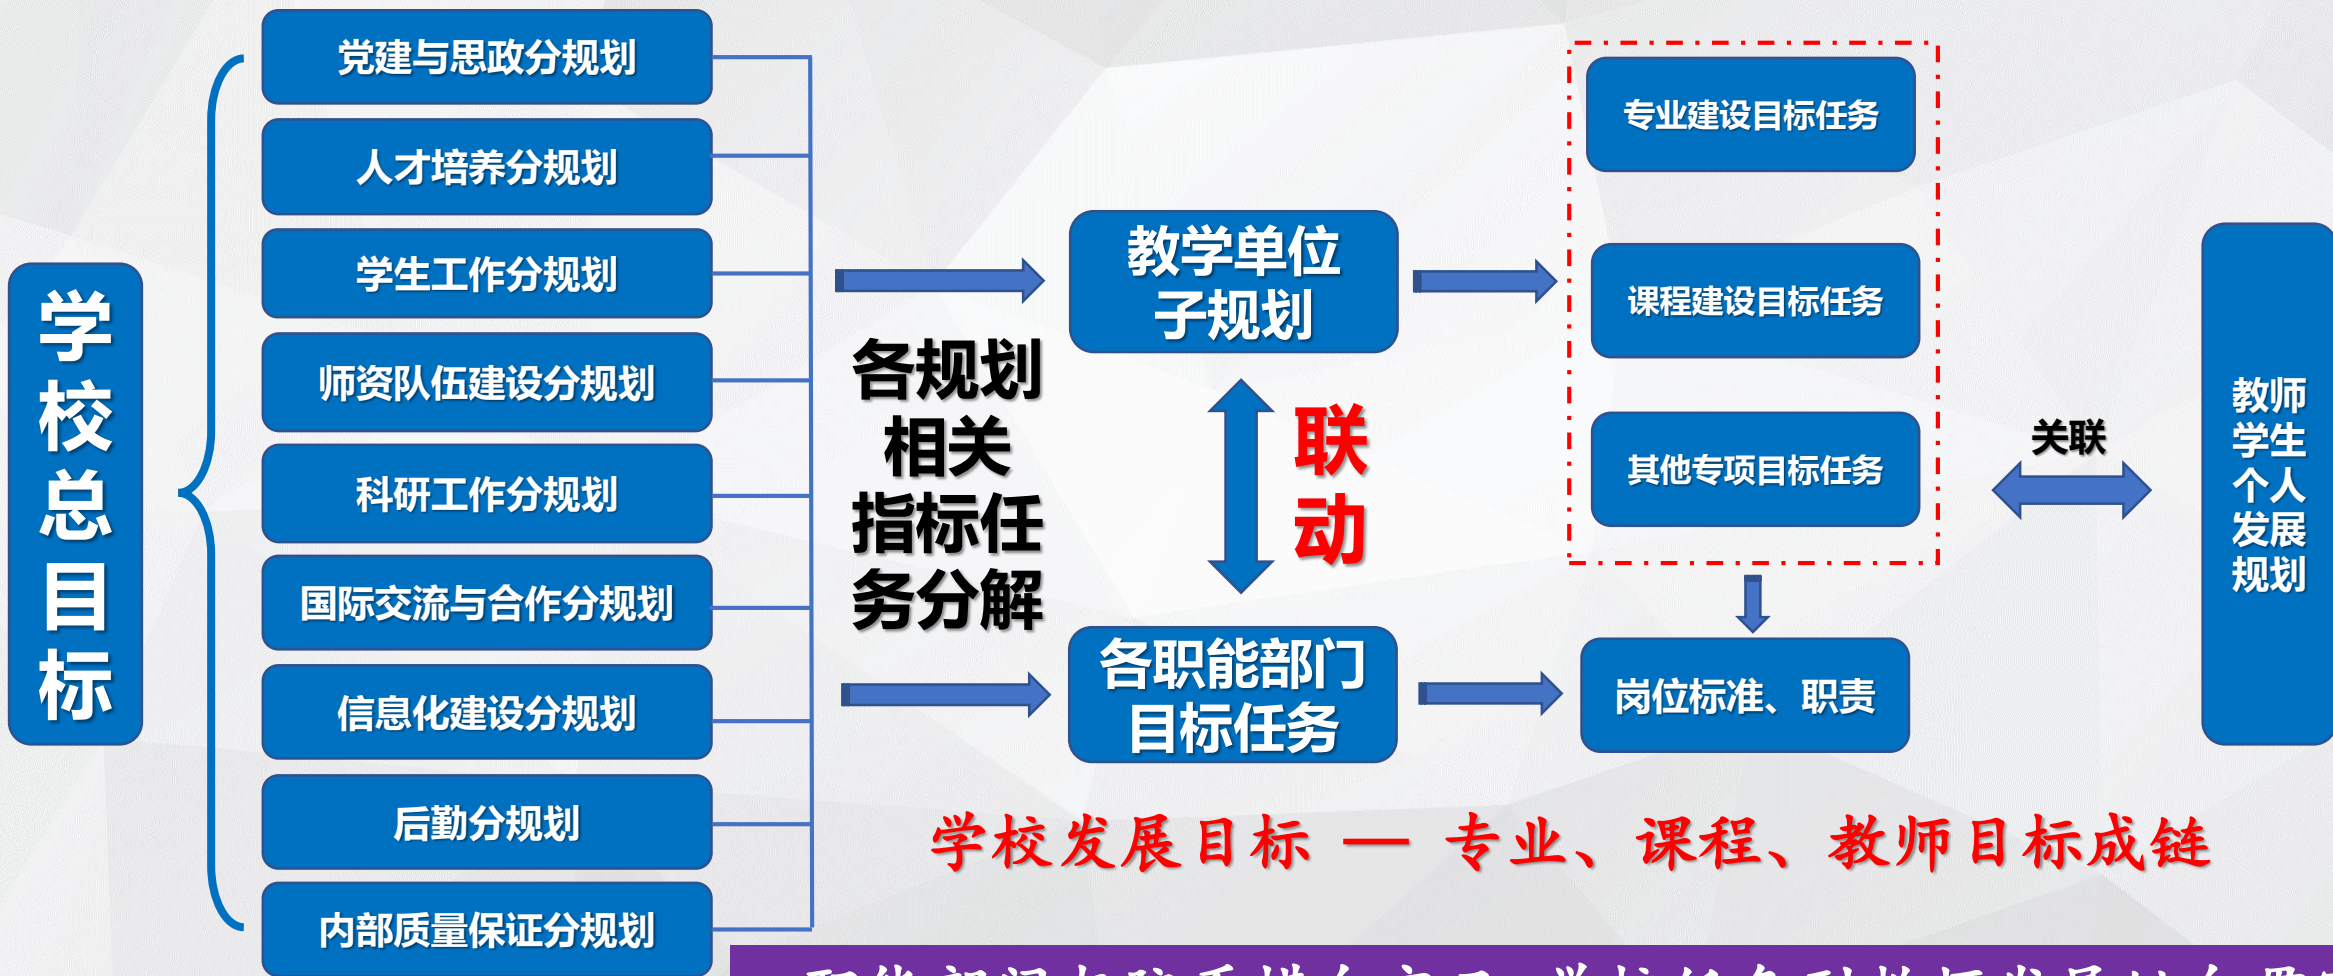 学校总目标
党建与思政分规划
人才培养分规划
学生工作分规划
师资队伍建设分规划
科研工作分规划
国际交流与合作分规划
信息化建设分规划
后勤分规划
内部质量保证分规划
各规划
相关
指标任
务分解
教学单位
子规划
联动
各职能部门
目标任务
专业建设目标任务
课程建设目标任务
其他专项目标任务
岗位标准、职责
关联
教师
学生
个人
发展
规划
学校发展目标 — 专业、课程、教师目标成链